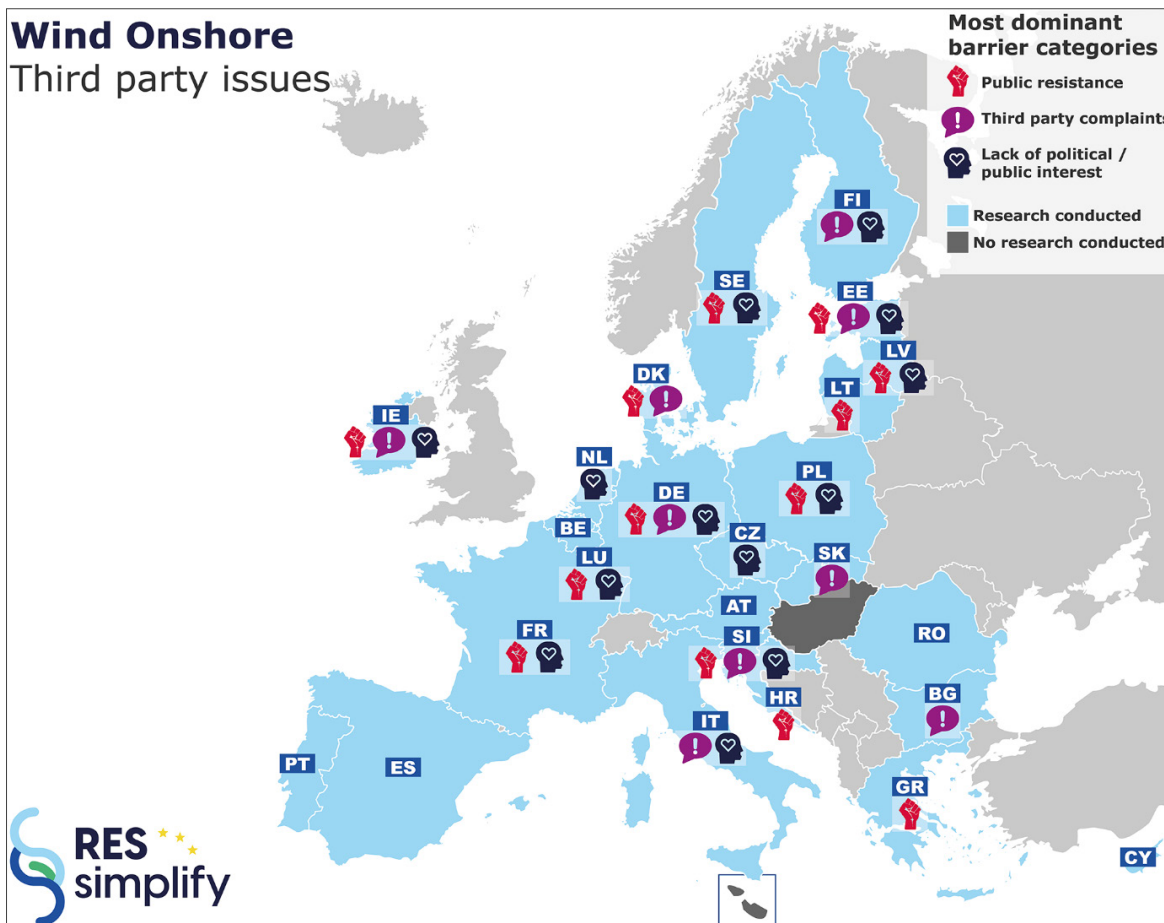 Wind Onshore
Third party issues
Most dominant
barrier categories
Public resistance
Third party complaints
Lack of political /
public interest
Research conducted
No research conducted
FI
SE
EE
LV
DK
LT
IE
NL
PL
DE
BE
CZ
LU
SK
AT
FR
SI
RO
HR
BG
IT
PT
ES
GR
CY
RES
simplify